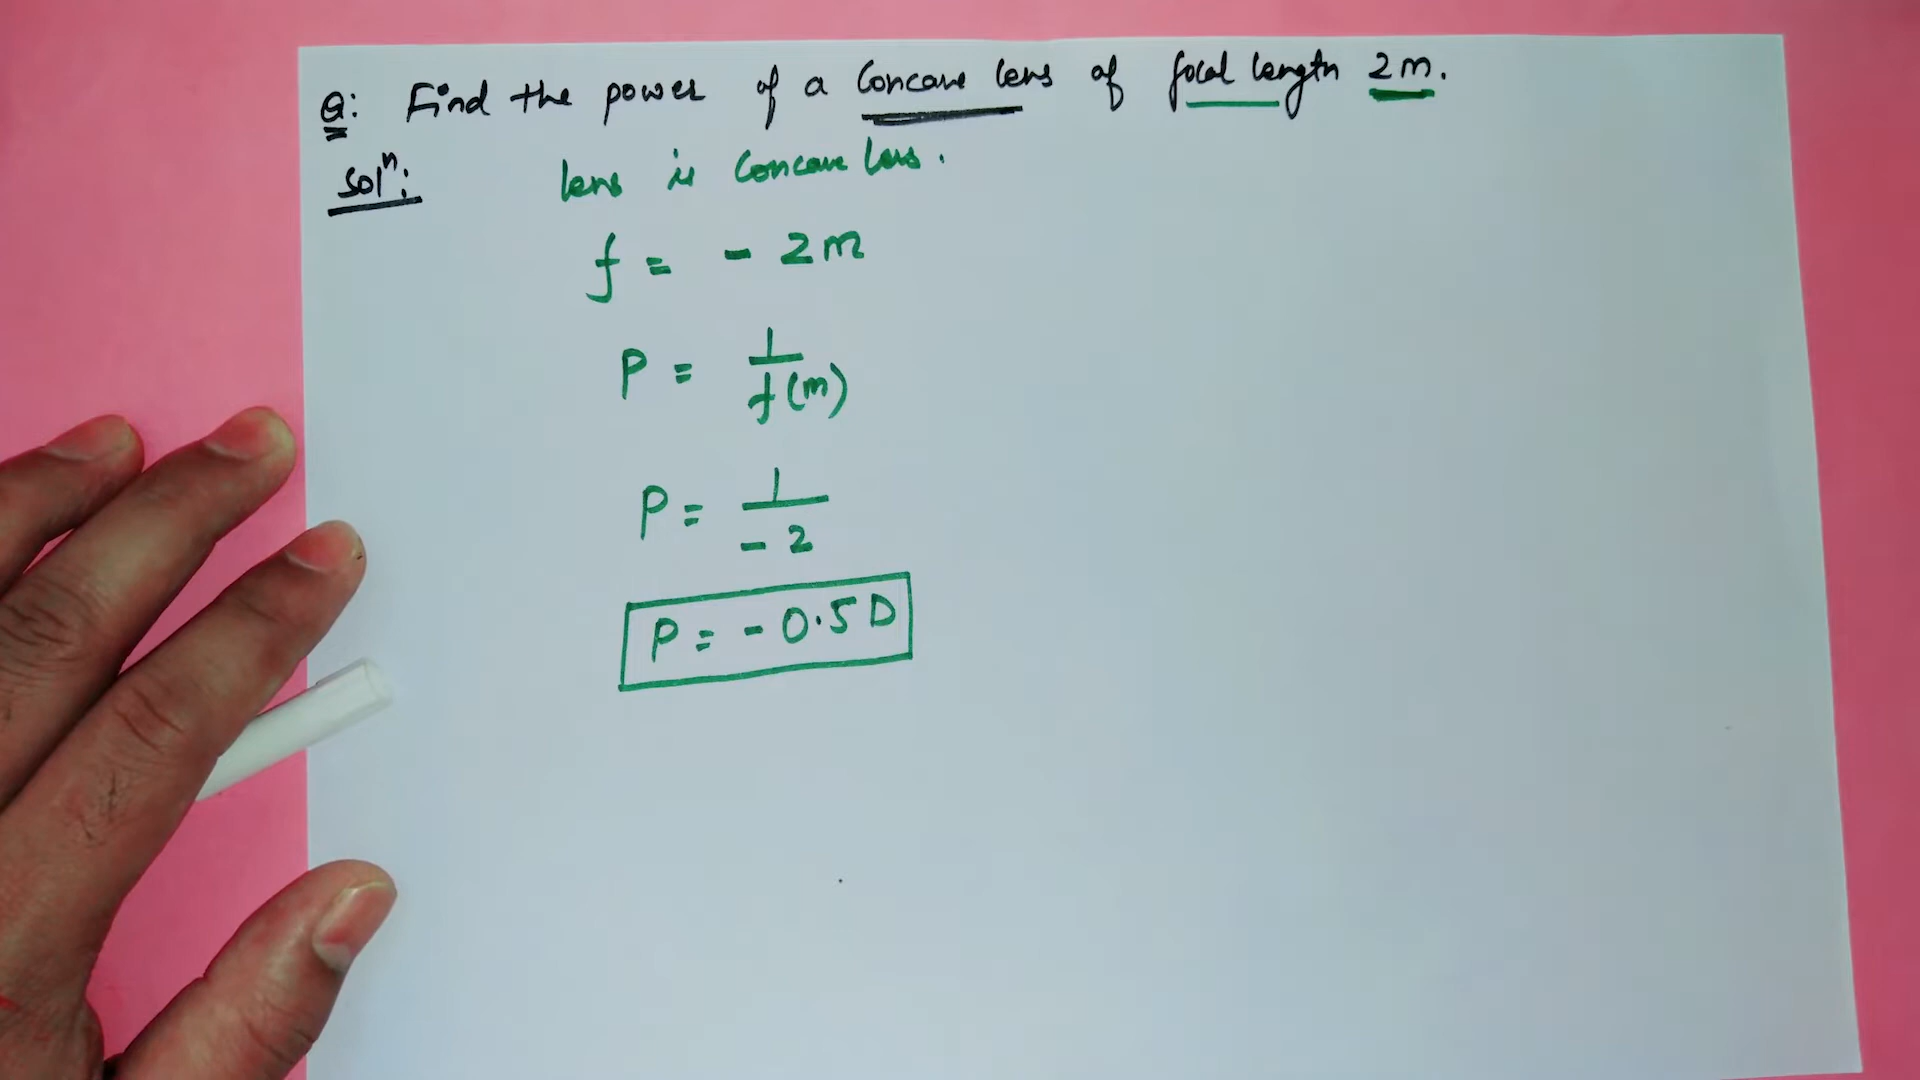 Q: Find the power of a Concave lens of focal length 2m.
Solⁿ: lens is Concave lens.
f = - 2m
P = 1/f(m)
P = 1/-2
P = - 0.5 D